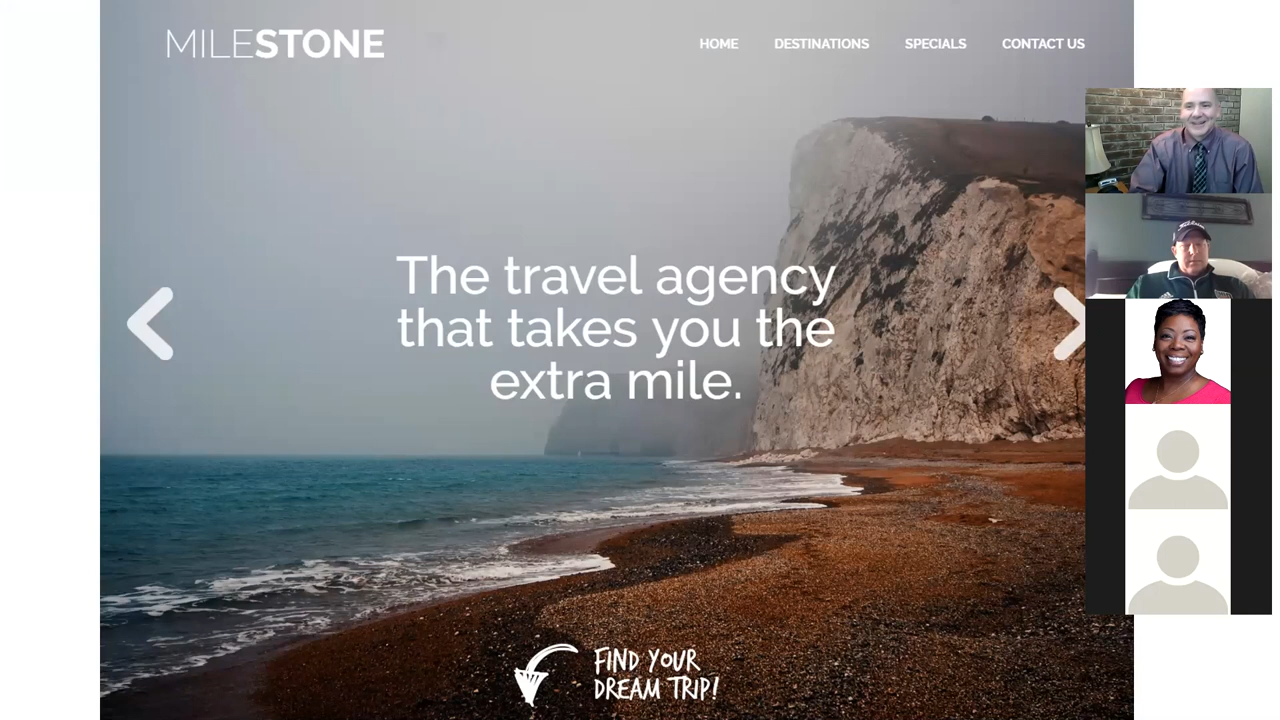 MILESTONE
HOME DESTINATIONS SPECIALS CONTACT US
The travel agency
that takes you the
extra mile.
FIND YOUR
DREAM TRIP!